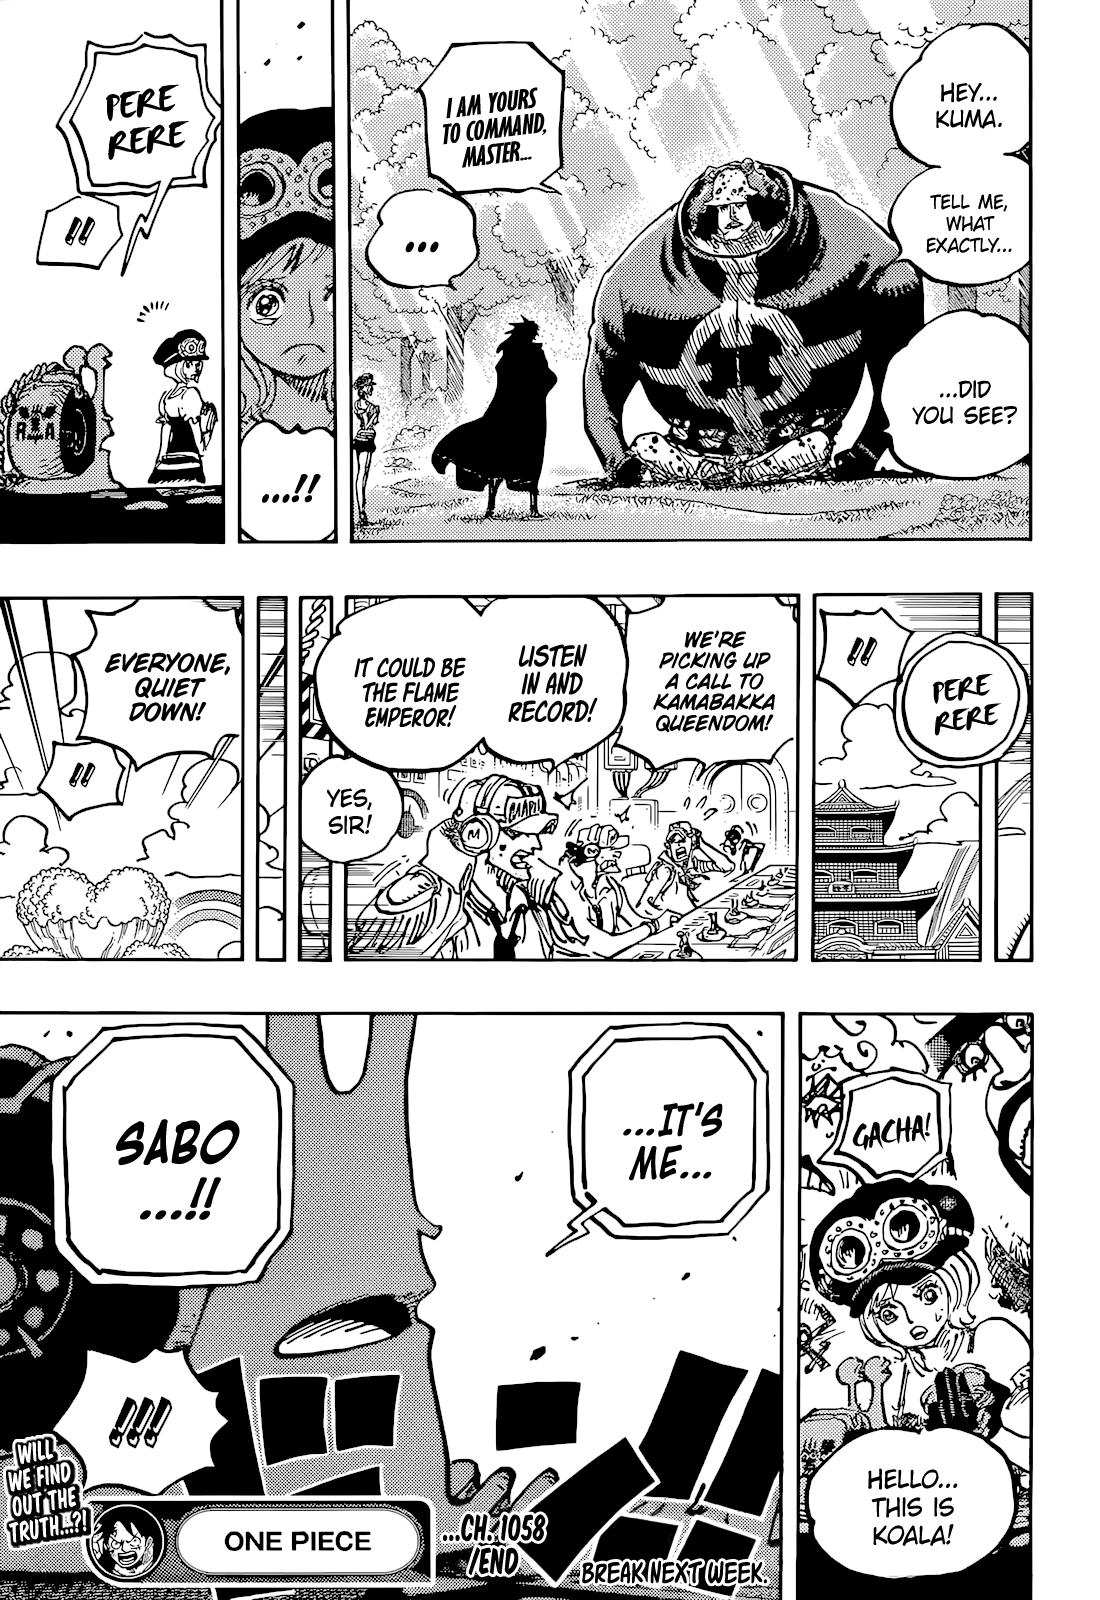 HEY...
KUMA.
TELL ME,
WHAT
EXACTLY...
...DID
YOU SEE?
I AM YOURS
TO COMMAND,
MASTER...
...
...!!
PERE
RERE
!!
RA
PERE
RERE
!!
WE'RE
PICKING UP
A CALL TO
KAMABAKKA
QUEENDOM!
LISTEN
IN AND
RECORD!
IT COULD BE
THE FLAME
EMPEROR!
YES,
SIR!
M
EVERYONE,
QUIET
DOWN!
!!
GACHA!
HELLO...
THIS IS
KOALA!
...IT'S
ME...
SABO
...!!
!!!!
WILL
WE FIND
OUT THE
TRUTH...?!
ONE PIECE
...CH. 1058
/END
BREAK NEXT WEEK.